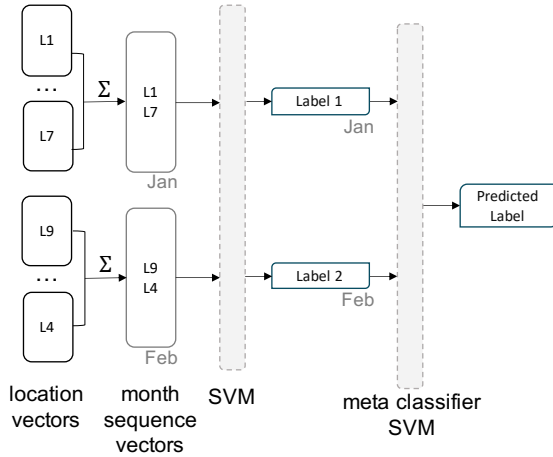 L1
...
L7
Σ
L1
L7
Jan
Label 1
Jan
Predicted
Label
L9
...
L4
Σ
L9
L4
Feb
Label 2
Feb
location
vectors
month
sequence
vectors
SVM
meta classifier
SVM